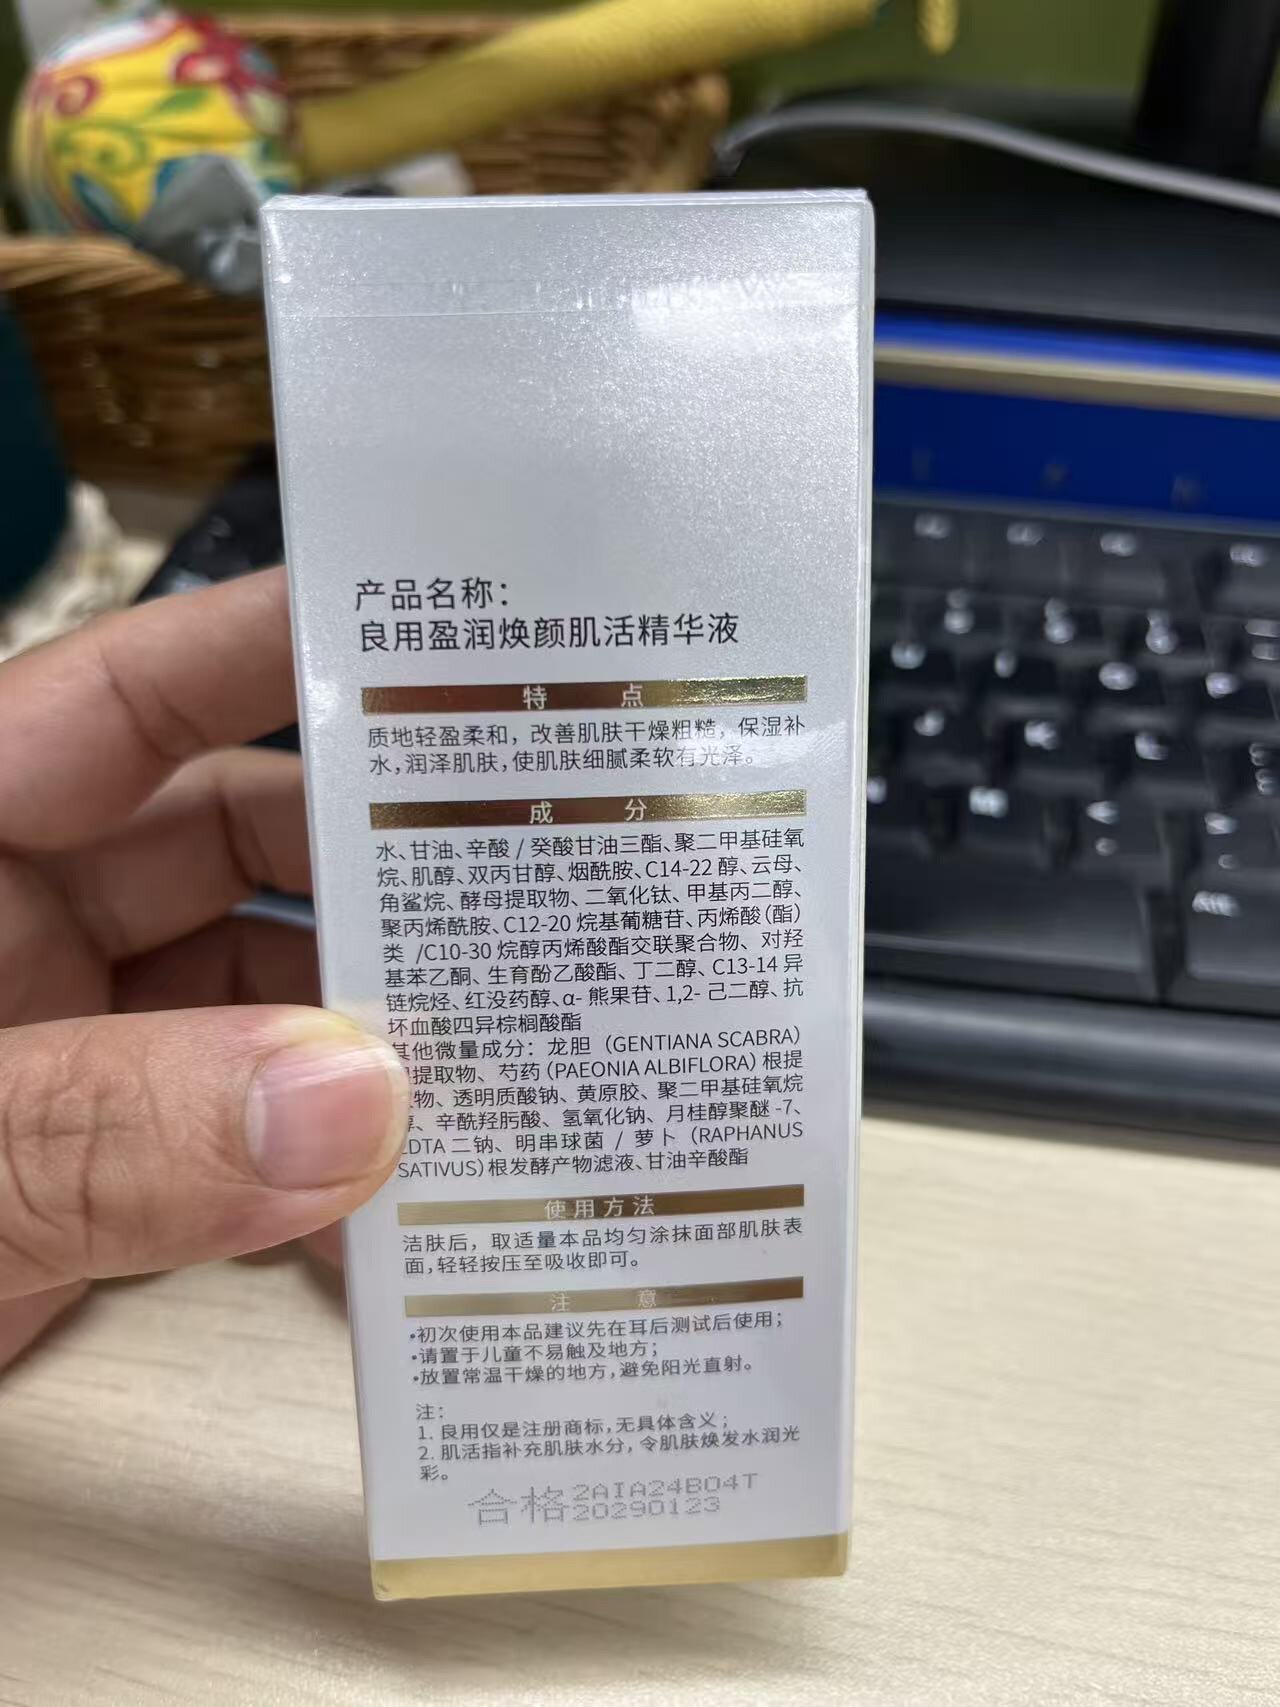 产品名称：
良用盈润焕颜肌活精华液
特 点
质地轻盈柔和，改善肌肤干燥粗糙，保湿补
水，润泽肌肤，使肌肤细腻柔软有光泽。
成 分
水、甘油、辛酸 / 癸酸甘油三酯、聚二甲基硅氧
烷、肌醇、双丙甘醇、烟酰胺、C14-22 醇、云母、
角鲨烷、酵母提取物、二氧化钛、甲基丙二醇、
聚丙烯酰胺、C12-20 烷基葡糖苷、丙烯酸（酯）
类 /C10-30 烷醇丙烯酸酯交联聚合物、对羟
基苯乙酮、生育酚乙酸酯、丁二醇、C13-14 异
链烷烃、红没药醇、α- 熊果苷、1,2- 己二醇、抗
坏血酸四异棕榈酸酯
其他微量成分：龙胆（GENTIANA SCABRA）
提取物、芍药（PAEONIA ALBIFLORA）根提
物、透明质酸钠、黄原胶、聚二甲基硅氧烷
、辛酰羟肟酸、氢氧化钠、月桂醇聚醚 -7、
DTA 二钠、明串球菌 / 萝卜（RAPHANUS
SATIVUS）根发酵产物滤液、甘油辛酸酯
使用方法
洁肤后，取适量本品均匀涂抹面部肌肤表
面，轻轻按压至吸收即可。
注 意
•初次使用本品建议先在耳后测试后使用；
•请置于儿童不易触及地方；
•放置常温干燥的地方，避免阳光直射。
注：
1. 良用仅是注册商标，无具体含义；
2. 肌活指补充肌肤水分，令肌肤焕发水润光
彩。
合格 2AIA24B04T
20290123